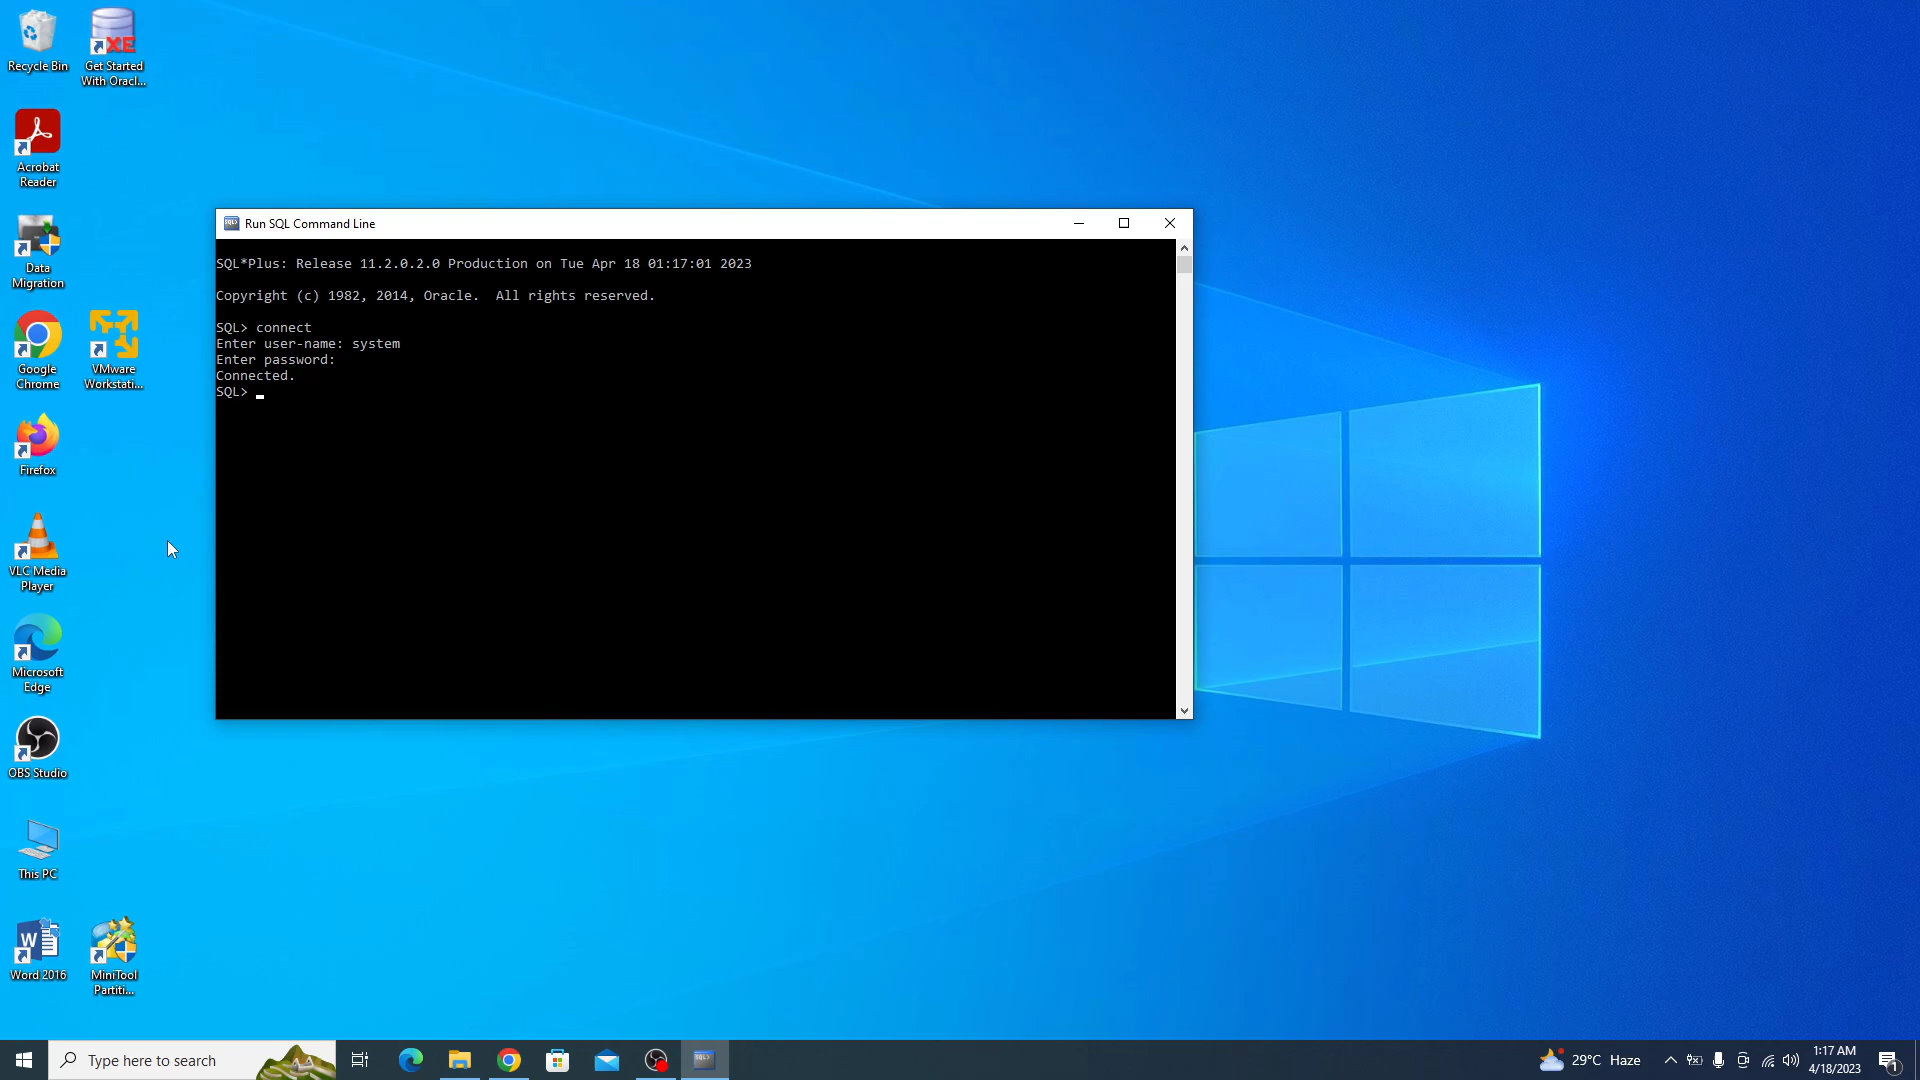 Recycle Bin
Get Started
With Oracl...
XE
Acrobat
Reader
Data
Migration
Google
Chrome
VMware
Workstati...
Firefox
VLC Media
Player
Microsoft
Edge
OBS Studio
This PC
W
Word 2016
MiniTool
Partiti...
SQL>
Run SQL Command Line
SQL*Plus: Release 11.2.0.2.0 Production on Tue Apr 18 01:17:01 2023
Copyright (c) 1982, 2014, Oracle.  All rights reserved.
SQL> connect
Enter user-name: system
Enter password:
Connected.
SQL>
Type here to search
SQL>
29°C Haze
1:17 AM
4/18/2023
1